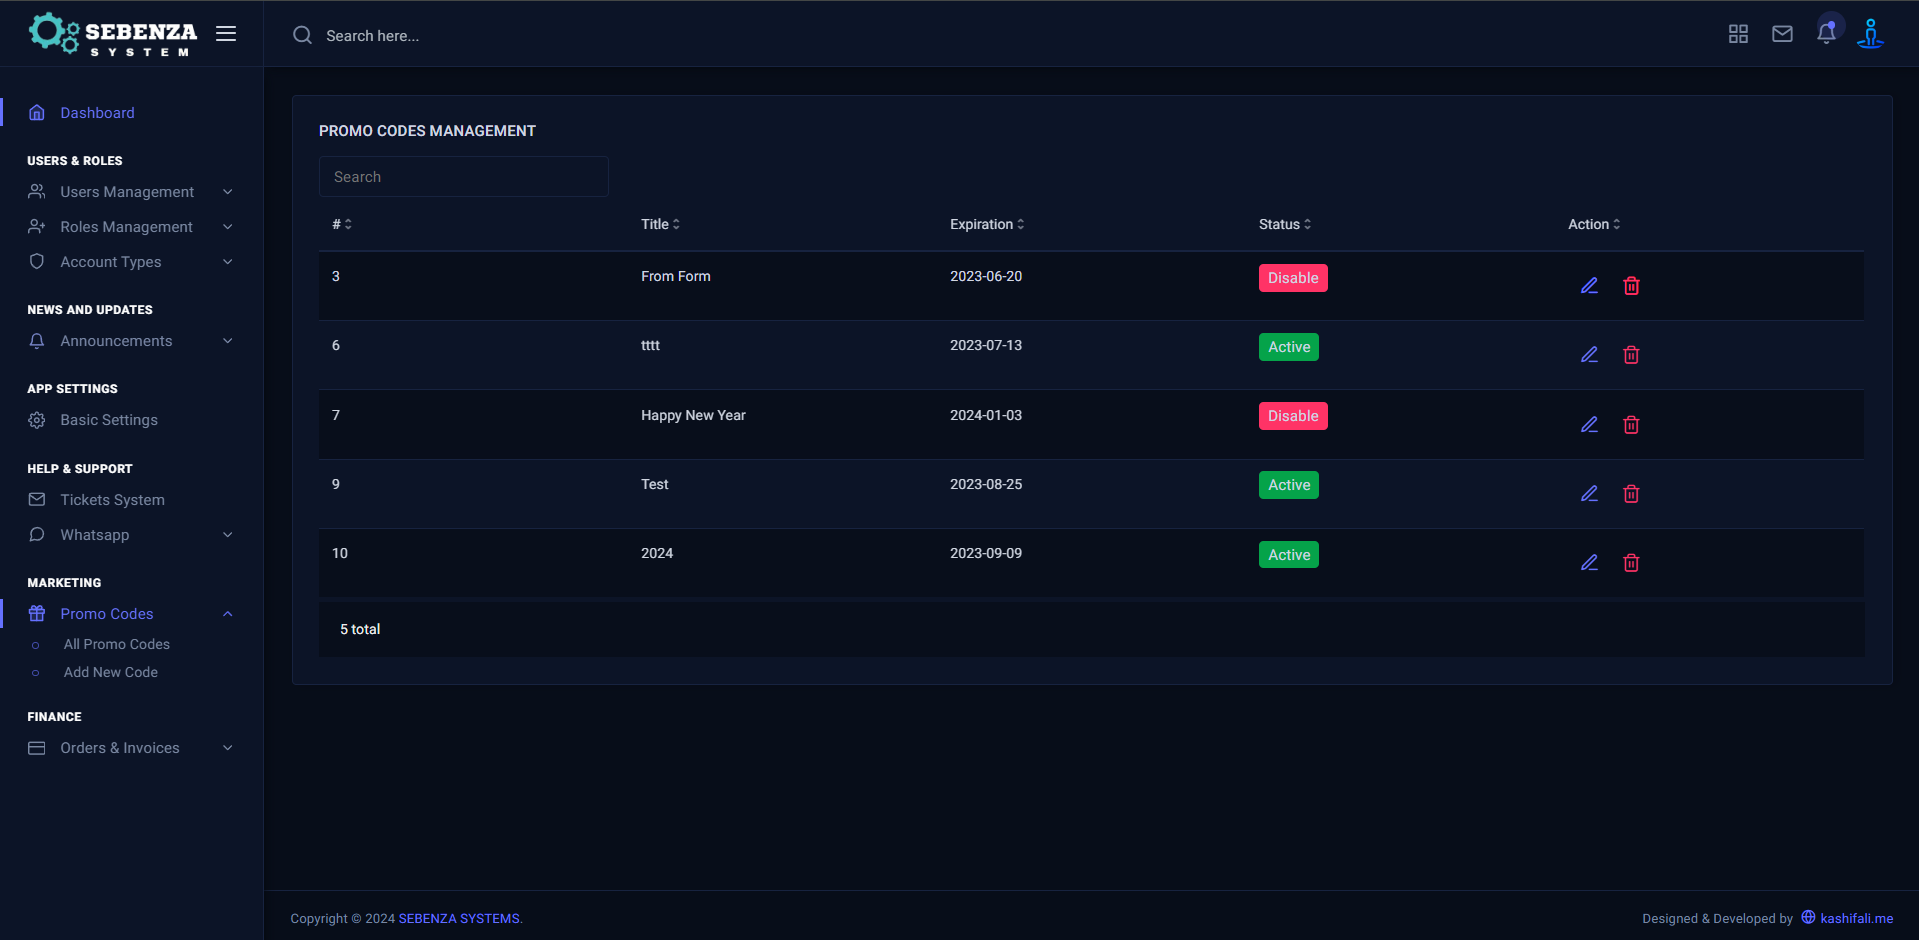 SEBENZA
SYSTEM
Search here...
Dashboard
USERS & ROLES
Users Management
Roles Management
Account Types
NEWS AND UPDATES
Announcements
APP SETTINGS
Basic Settings
HELP & SUPPORT
Tickets System
Whatsapp
MARKETING
Promo Codes
All Promo Codes
Add New Code
FINANCE
Orders & Invoices
PROMO CODES MANAGEMENT
Search
# Title Expiration Status Action
3 From Form 2023-06-20 Disable
6 tttt 2023-07-13 Active
7 Happy New Year 2024-01-03 Disable
9 Test 2023-08-25 Active
10 2024 2023-09-09 Active
5 total
Copyright © 2024 SEBENZA SYSTEMS.
Designed & Developed by kashifali.me